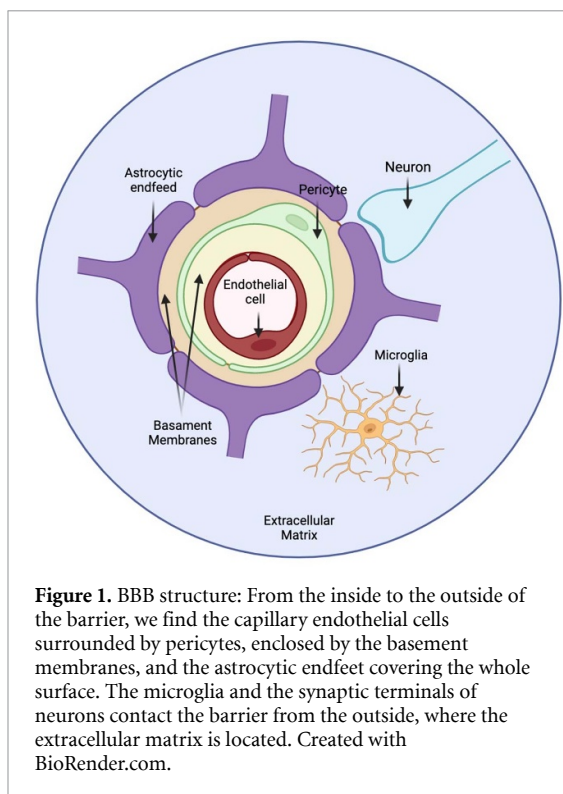 Astrocytic
endfeed
Pericyte
Neuron
Endothelial
cell
Microglia
Basament
Membranes
Extracellular
Matrix
Figure 1. BBB structure: From the inside to the outside of
the barrier, we find the capillary endothelial cells
surrounded by pericytes, enclosed by the basement
membranes, and the astrocytic endfeet covering the whole
surface. The microglia and the synaptic terminals of
neurons contact the barrier from the outside, where the
extracellular matrix is located. Created with
BioRender.com.